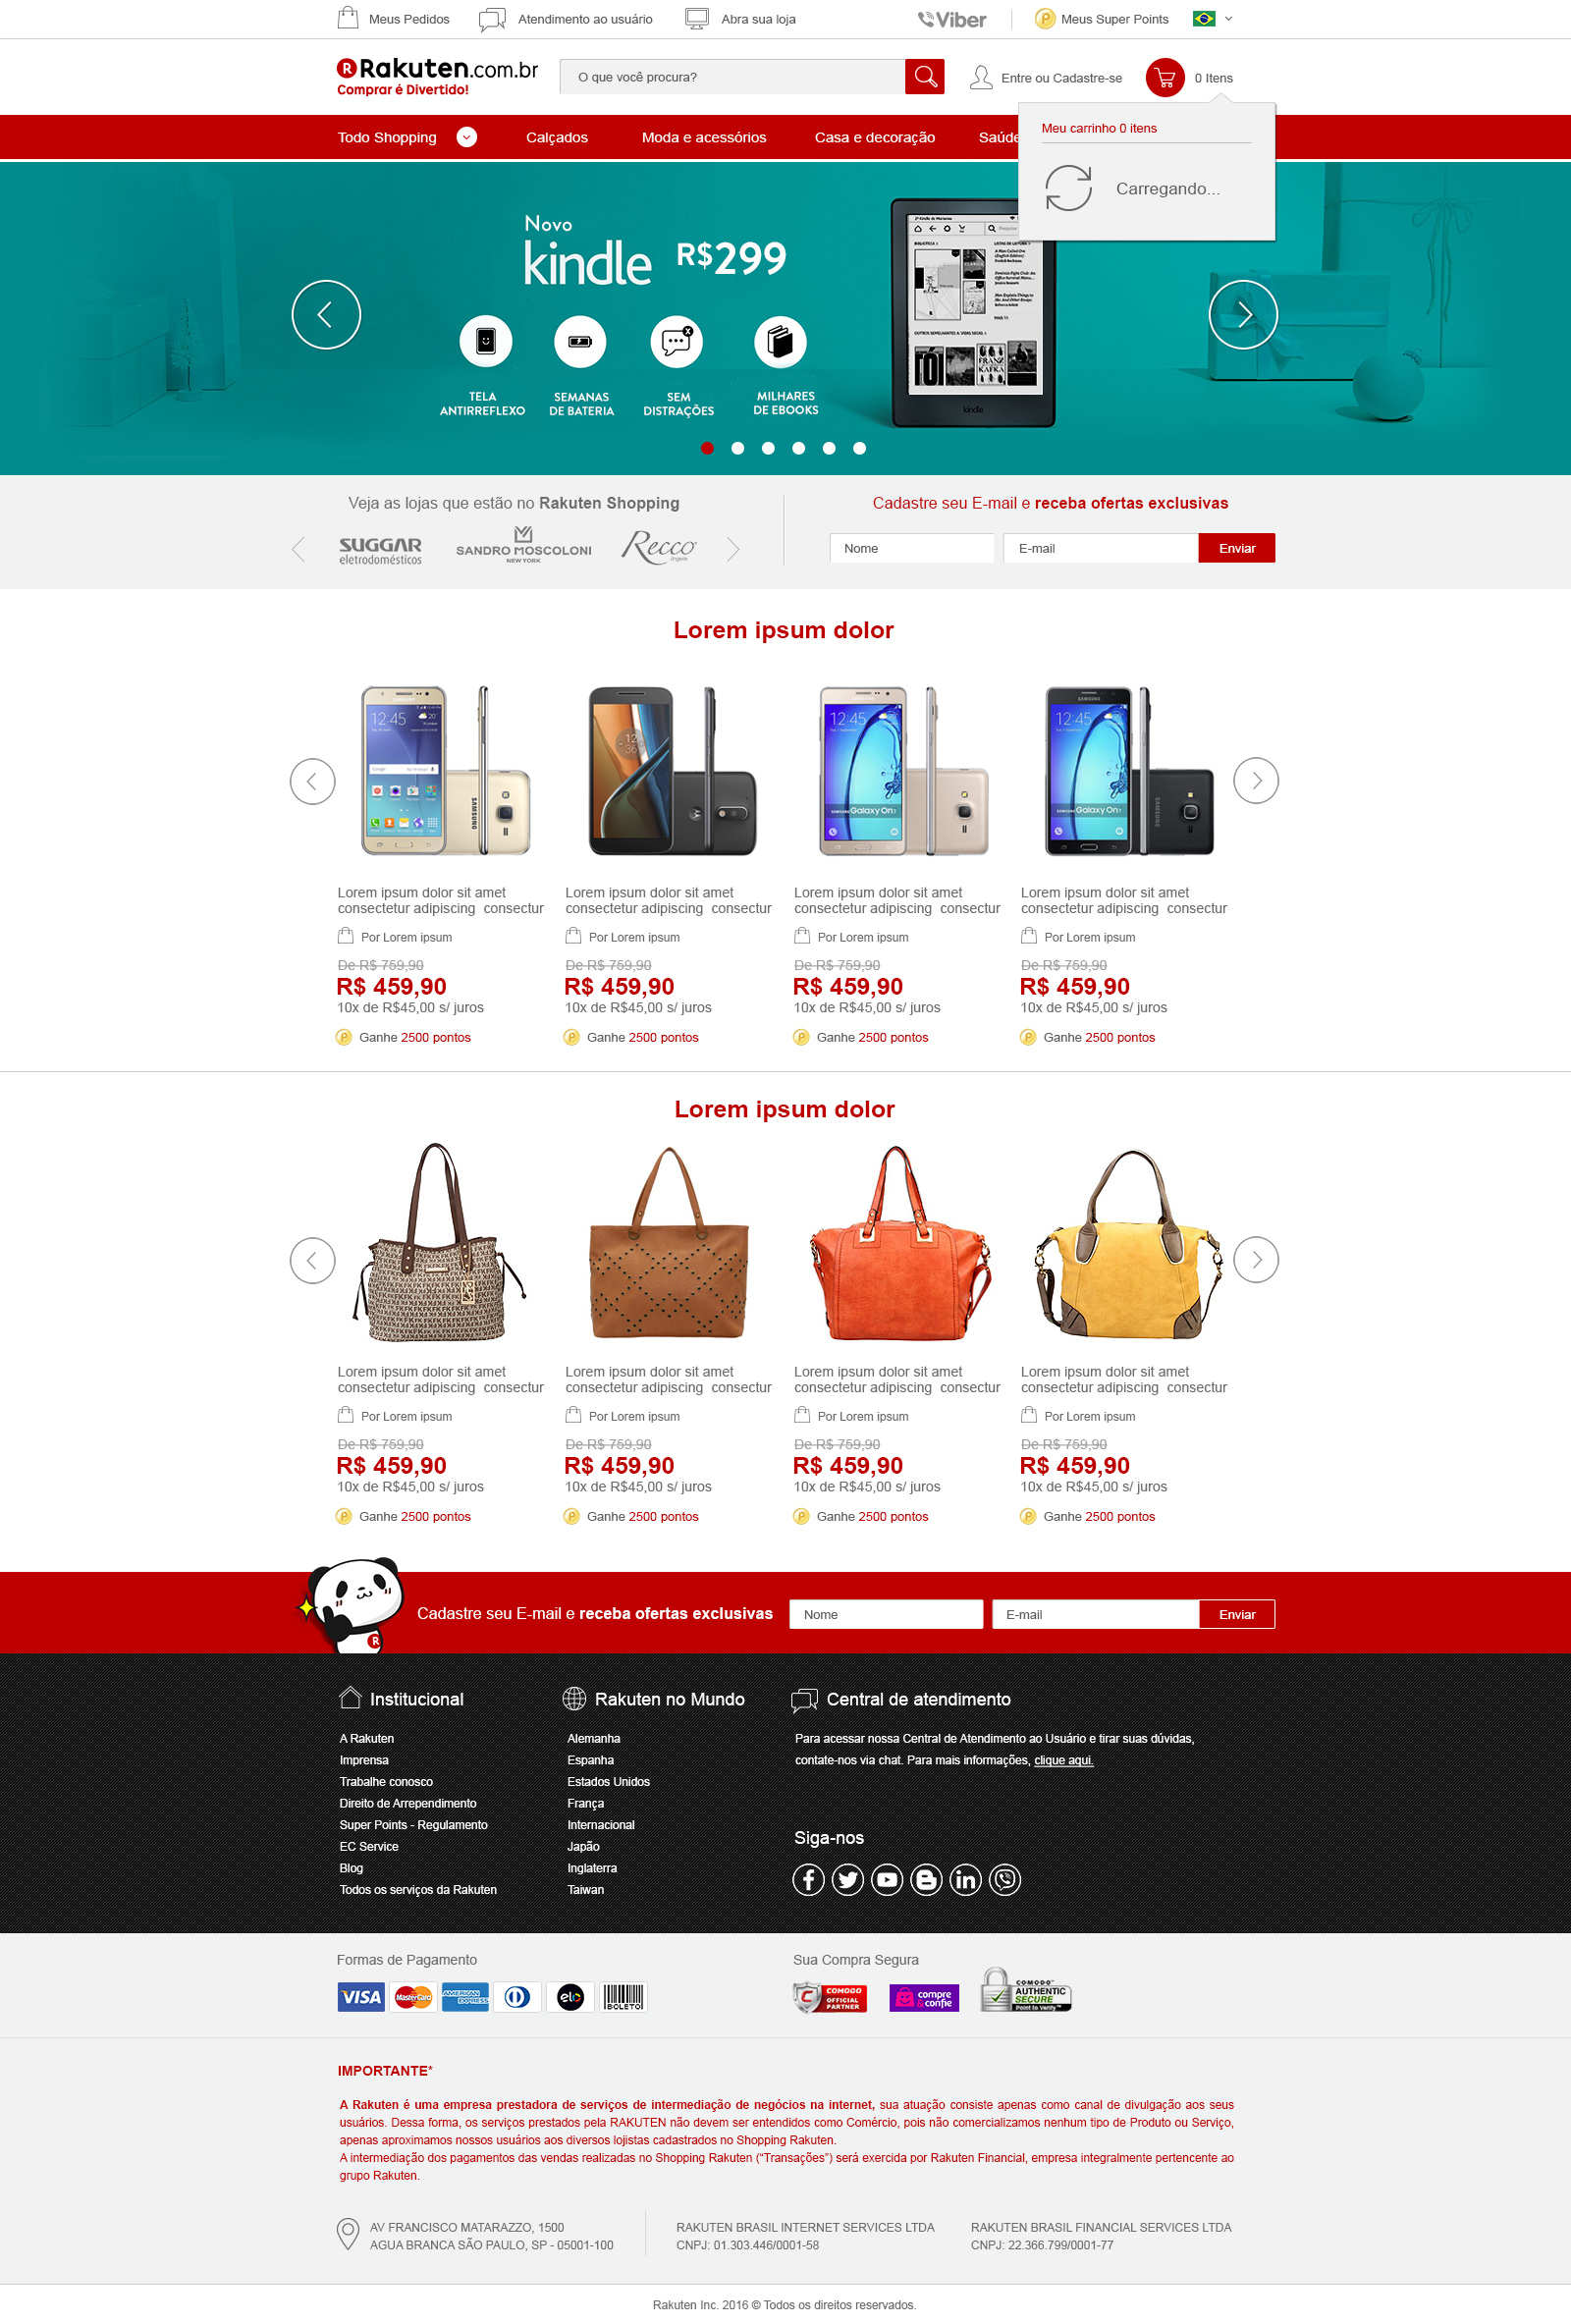 Meus Pedidos
Atendimento ao usuário
Abra sua loja
Viber
Meus Super Points
Rakuten.com.br
Comprar é Divertido!
O que você procura?
Entre ou Cadastre-se
0 Itens
Todo Shopping
Calçados
Moda e acessórios
Casa e decoração
Saúde
Meu carrinho 0 itens
Carregando...
Novo
kindle
R$299
TELA
ANTIRREFLEXO
SEMANAS
DE BATERIA
SEM
DISTRAÇÕES
MILHARES
DE EBOOKS
kindle
Veja as lojas que estão no Rakuten Shopping
SUGGAR
eletrodomésticos
SANDRO MOSCOLONI
NEW YORK
Recco
Cadastre seu E-mail e receba ofertas exclusivas
Nome
E-mail
Enviar
Lorem ipsum dolor
12:45
SAMSUNG
12:45
Galaxy On7
SAMSUNG
12:45
Galaxy On7
SAMSUNG
Lorem ipsum dolor sit amet
consectetur adipiscing consectur
Por Lorem ipsum
De R$ 759,90
R$ 459,90
10x de R$45,00 s/ juros
Ganhe 2500 pontos
Lorem ipsum dolor sit amet
consectetur adipiscing consectur
Por Lorem ipsum
De R$ 759,90
R$ 459,90
10x de R$45,00 s/ juros
Ganhe 2500 pontos
Lorem ipsum dolor sit amet
consectetur adipiscing consectur
Por Lorem ipsum
De R$ 759,90
R$ 459,90
10x de R$45,00 s/ juros
Ganhe 2500 pontos
Lorem ipsum dolor sit amet
consectetur adipiscing consectur
Por Lorem ipsum
De R$ 759,90
R$ 459,90
10x de R$45,00 s/ juros
Ganhe 2500 pontos
Lorem ipsum dolor
Lorem ipsum dolor sit amet
consectetur adipiscing consectur
Por Lorem ipsum
De R$ 759,90
R$ 459,90
10x de R$45,00 s/ juros
Ganhe 2500 pontos
Lorem ipsum dolor sit amet
consectetur adipiscing consectur
Por Lorem ipsum
De R$ 759,90
R$ 459,90
10x de R$45,00 s/ juros
Ganhe 2500 pontos
Lorem ipsum dolor sit amet
consectetur adipiscing consectur
Por Lorem ipsum
De R$ 759,90
R$ 459,90
10x de R$45,00 s/ juros
Ganhe 2500 pontos
Lorem ipsum dolor sit amet
consectetur adipiscing consectur
Por Lorem ipsum
De R$ 759,90
R$ 459,90
10x de R$45,00 s/ juros
Ganhe 2500 pontos
Cadastre seu E-mail e receba ofertas exclusivas
Nome
E-mail
Enviar
Institucional
A Rakuten
Imprensa
Trabalhe conosco
Direito de Arrependimento
Super Points - Regulamento
EC Service
Blog
Todos os serviços da Rakuten
Rakuten no Mundo
Alemanha
Espanha
Estados Unidos
França
Internacional
Japão
Inglaterra
Taiwan
Central de atendimento
Para acessar nossa Central de Atendimento ao Usuário e tirar suas dúvidas,
contate-nos via chat. Para mais informações, clique aqui.
Siga-nos
Formas de Pagamento
VISA
MasterCard
AMERICAN EXPRESS
elo
BOLETO
Sua Compra Segura
COMODO
OFFICIAL
PARTNER
compre
&confie
COMODO
AUTHENTIC
SECURE
Point to Verify™
IMPORTANTE*
A Rakuten é uma empresa prestadora de serviços de intermediação de negócios na internet, sua atuação consiste apenas como canal de divulgação aos seus
usuários. Dessa forma, os serviços prestados pela RAKUTEN não devem ser entendidos como Comércio, pois não comercializamos nenhum tipo de Produto ou Serviço,
apenas aproximamos nossos usuários aos diversos lojistas cadastrados no Shopping Rakuten.
A intermediação dos pagamentos das vendas realizadas no Shopping Rakuten (“Transações”) será exercida por Rakuten Financial, empresa integralmente pertencente ao
grupo Rakuten.
AV FRANCISCO MATARAZZO, 1500
AGUA BRANCA SÃO PAULO, SP - 05001-100
RAKUTEN BRASIL INTERNET SERVICES LTDA
CNPJ: 01.303.446/0001-58
RAKUTEN BRASIL FINANCIAL SERVICES LTDA
CNPJ: 22.366.799/0001-77
Rakuten Inc. 2016 © Todos os direitos reservados.